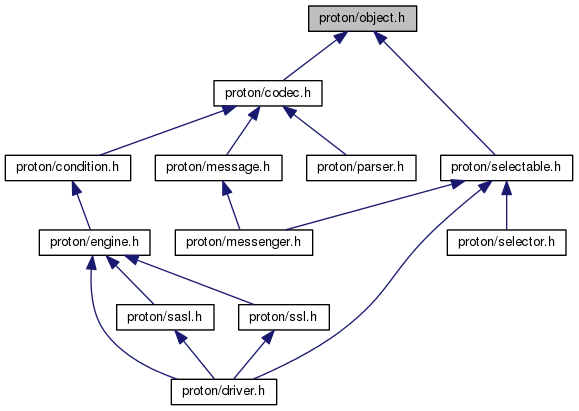 proton/object.h
proton/codec.h
proton/condition.h
proton/message.h
proton/parser.h
proton/selectable.h
proton/engine.h
proton/messenger.h
proton/selector.h
proton/sasl.h
proton/ssl.h
proton/driver.h